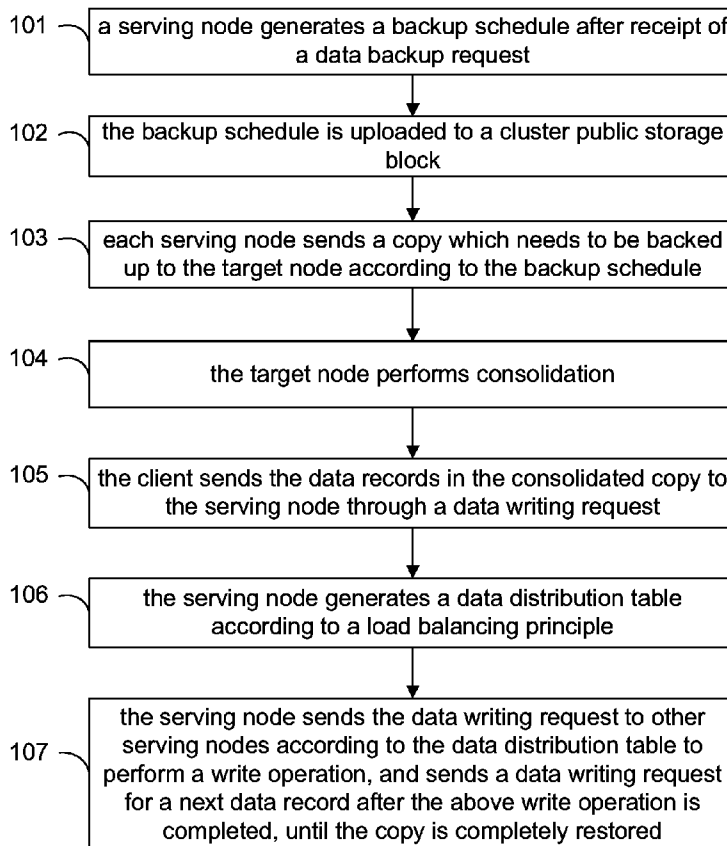 101
a serving node generates a backup schedule after receipt of
a data backup request
102
the backup schedule is uploaded to a cluster public storage
block
103
each serving node sends a copy which needs to be backed
up to the target node according to the backup schedule
104
the target node performs consolidation
105
the client sends the data records in the consolidated copy to
the serving node through a data writing request
106
the serving node generates a data distribution table
according to a load balancing principle
107
the serving node sends the data writing request to other
serving nodes according to the data distribution table to
perform a write operation, and sends a data writing request
for a next data record after the above write operation is
completed, until the copy is completely restored